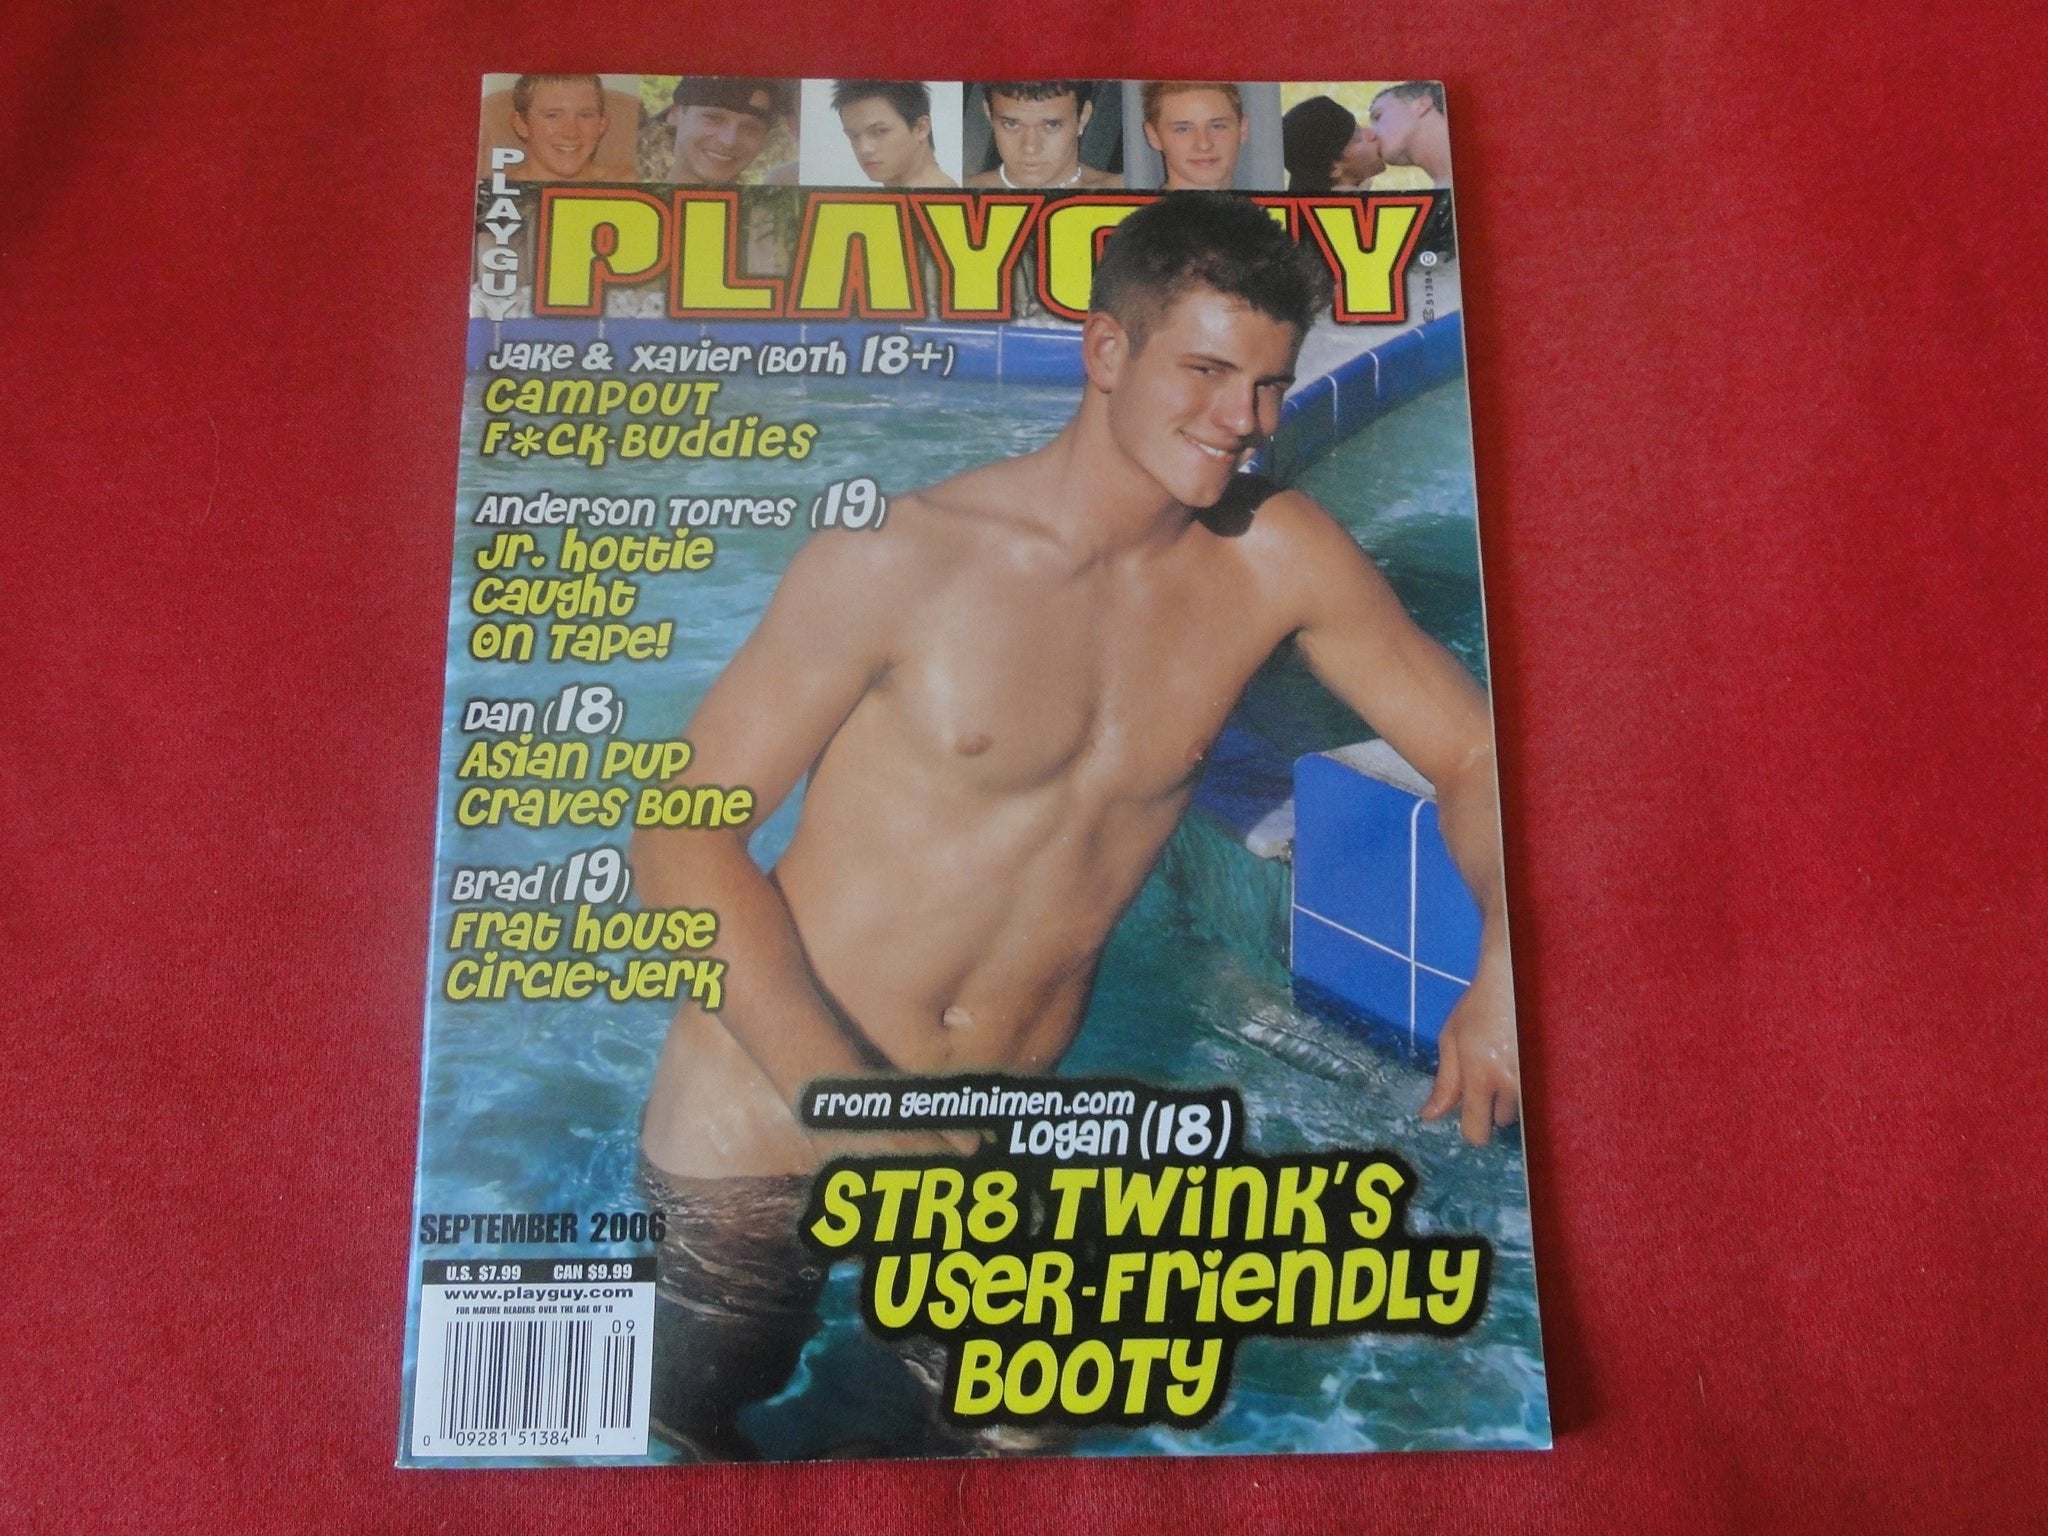 PLAYGUY
PLAYGUY®
51384
Jake & Xavier (Both 18+)
Campout
F*ck-Buddies
Anderson Torres (19)
Jr. Hottie
Caught
On Tape!
Dan (18)
Asian Pup
Craves Bone
Brad (19)
Frat House
Circle-Jerk
From geminimen.com
Logan (18)
STR8 TWiNK'S
USER-FRiENDLY
BOOTY
SEPTEMBER 2006
U.S. $7.99 CAN $9.99
www.playguy.com
FOR MATURE READERS OVER THE AGE OF 18
09
0 09281 51384 1